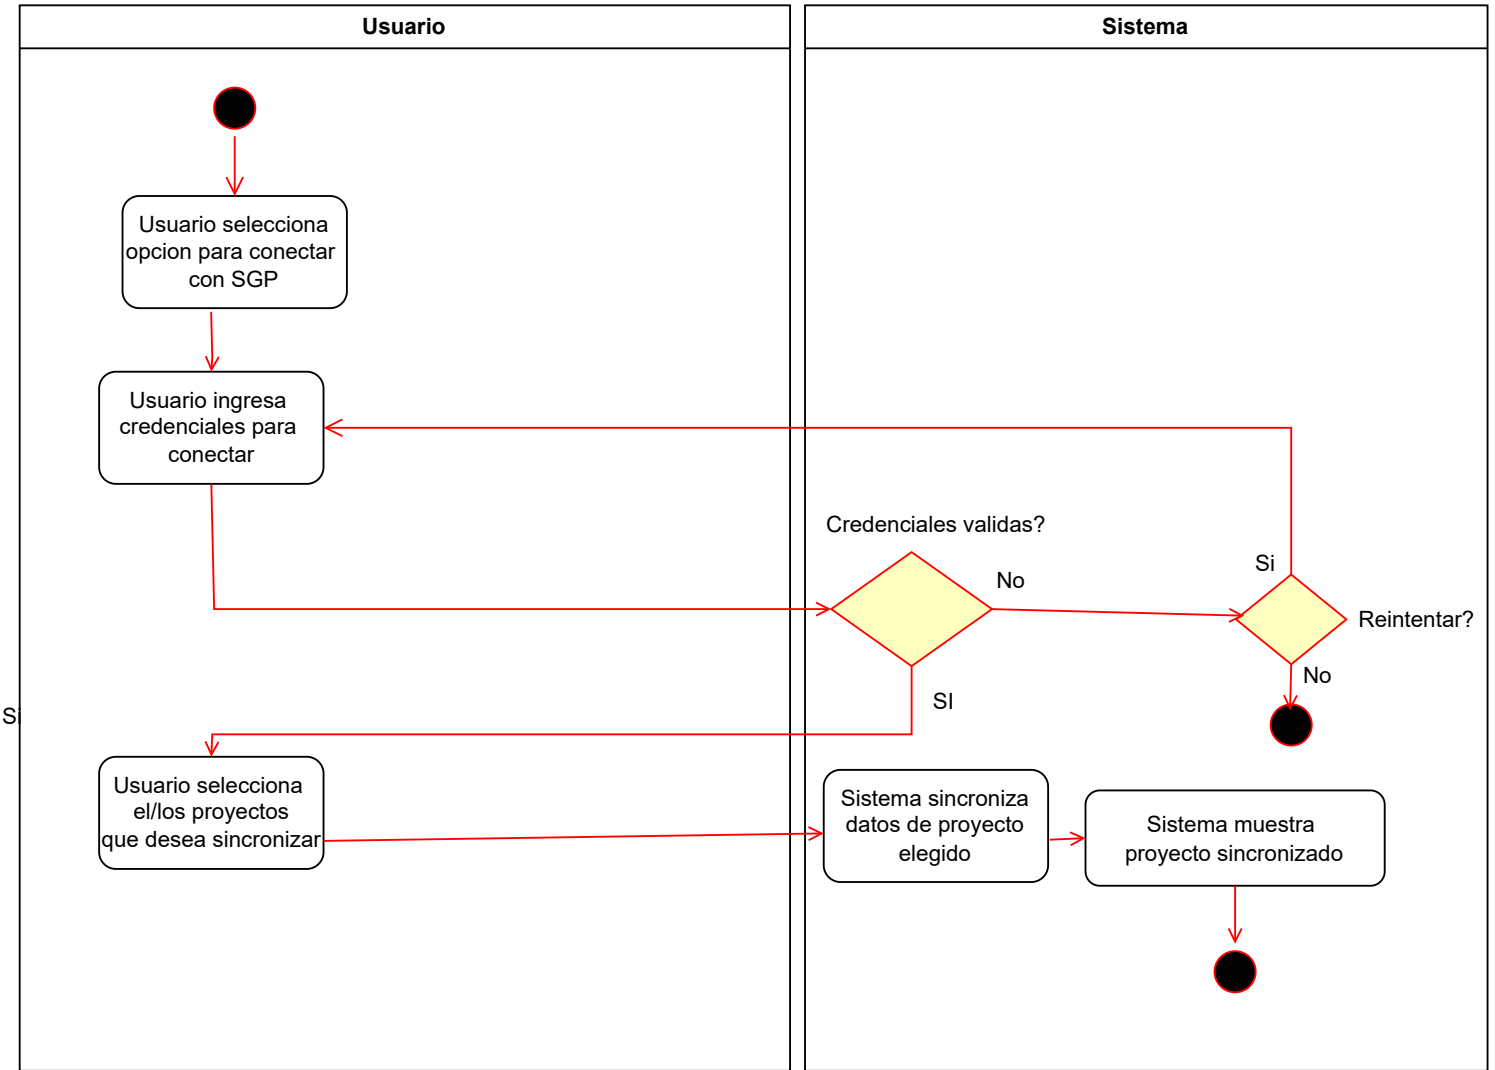 Usuario
Sistema
Usuario selecciona
opcion para conectar
con SGP
Usuario ingresa
credenciales para
conectar
Credenciales validas?
No
Si
Reintentar?
No
SI
Si
Usuario selecciona
el/los proyectos
que desea sincronizar
Sistema sincroniza
datos de proyecto
elegido
Sistema muestra
proyecto sincronizado